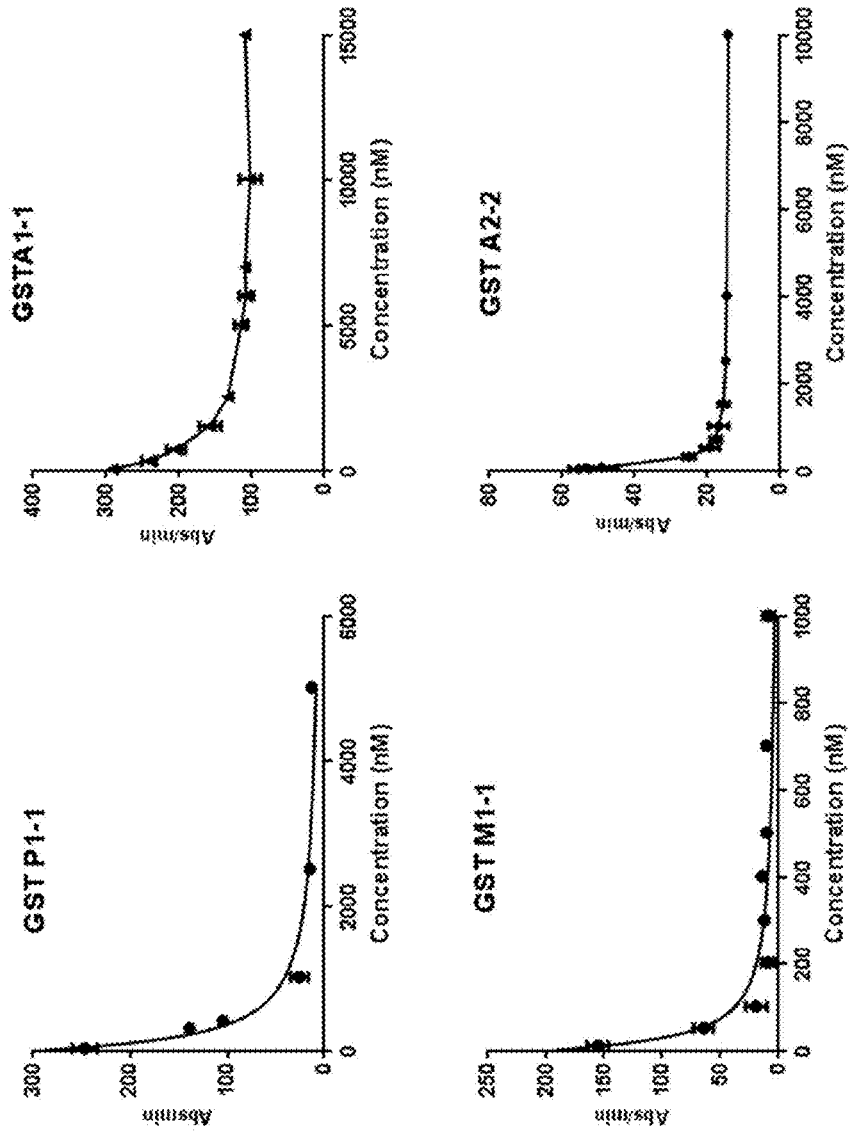 GST P1-1
Abs/min
300
200
100
0
0 2000 4000 6000
Concentration (nM)
GSTA1-1
Abs/min
400
300
200
100
0
0 5000 10000 15000
Concentration (nM)
GST M1-1
Abs/min
250
200
150
100
50
0
0 200 400 600 800 1000
Concentration (nM)
GST A2-2
Abs/min
80
60
40
20
0
0 2000 4000 6000 8000 10000
Concentration (nM)